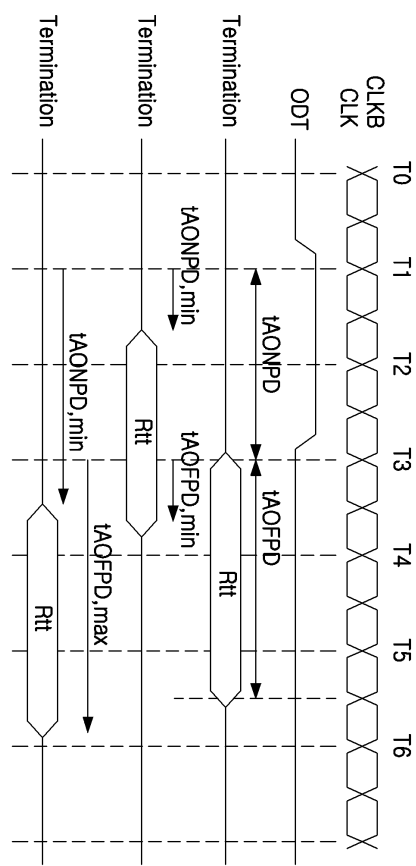 T0 T1 T2 T3 T4 T5 T6
CLKB
CLK
ODT
tAONPD tAOFPD
Termination Rtt
tAONPD,min tAOFPD,min
Termination Rtt
tAOFPD,max
tAONPD,min
Termination Rtt